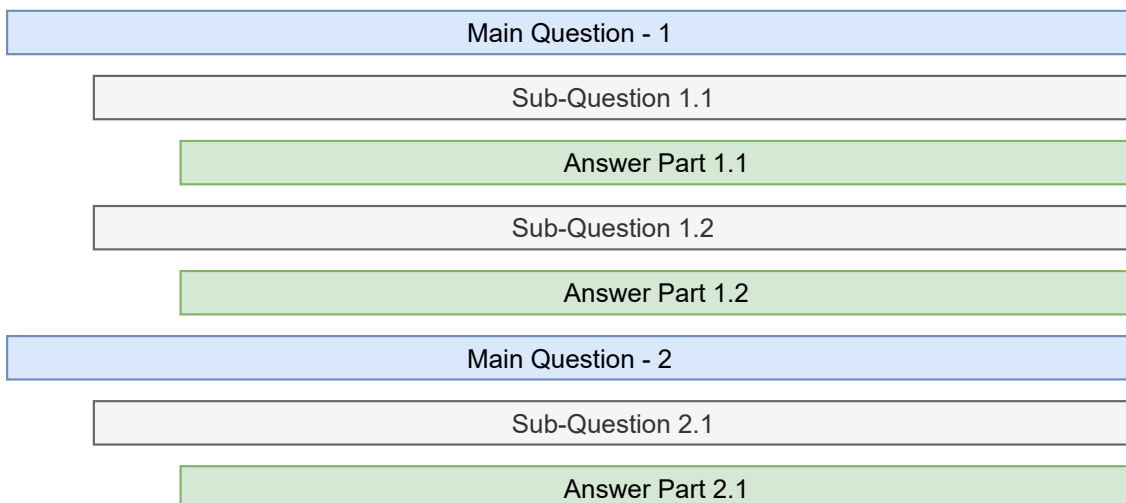 Main Question - 1
Sub-Question 1.1
Answer Part 1.1
Sub-Question 1.2
Answer Part 1.2
Main Question - 2
Sub-Question 2.1
Answer Part 2.1